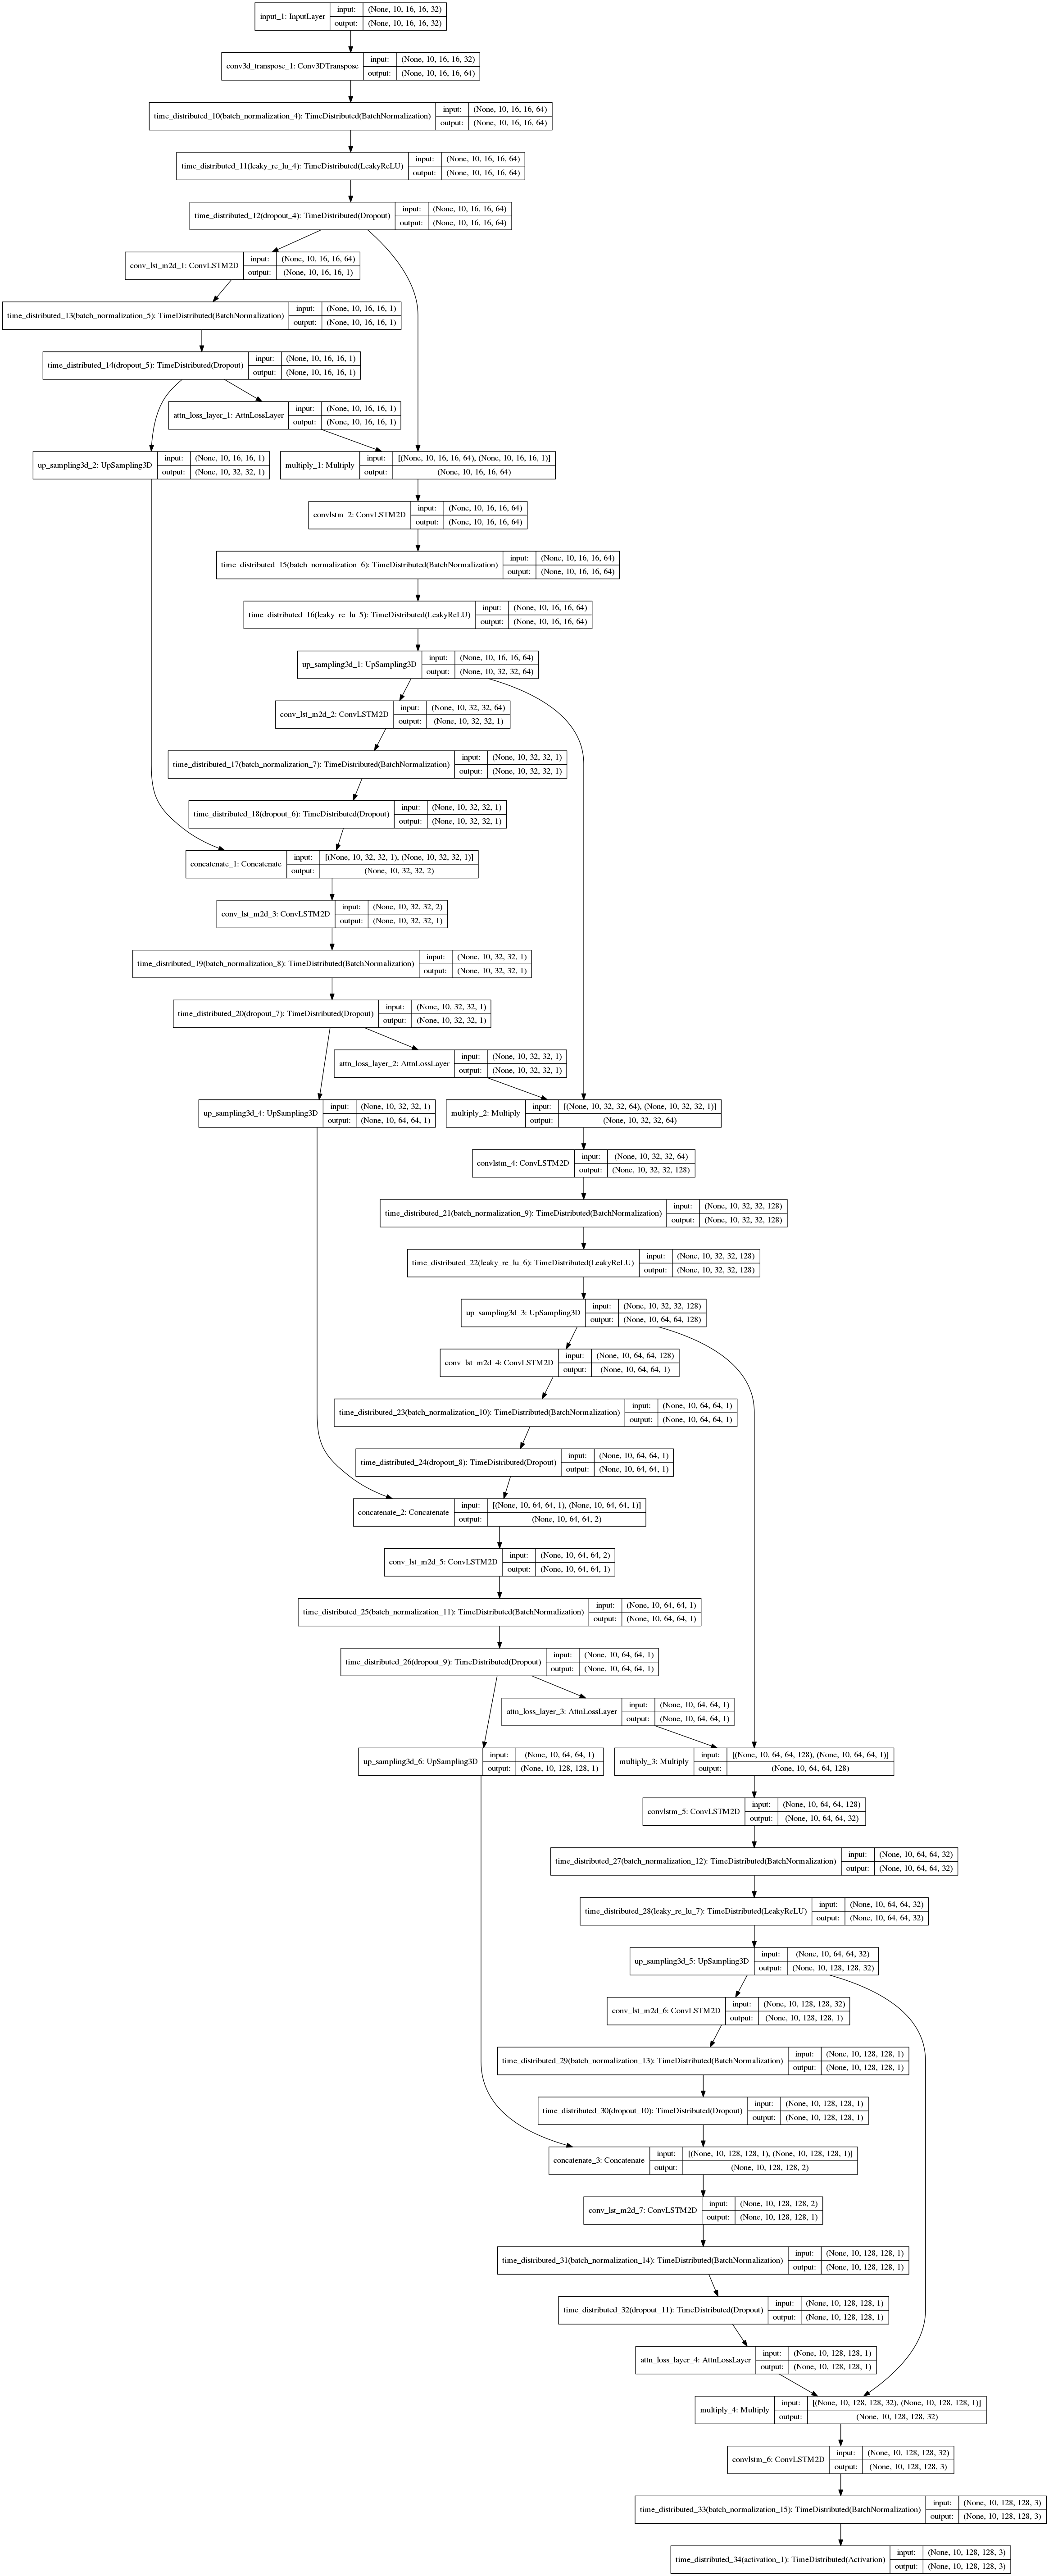 input_1: InputLayer
input: (None, 10, 16, 16, 32)
output: (None, 10, 16, 16, 32)
conv3d_transpose_1: Conv3DTranspose
input: (None, 10, 16, 16, 32)
output: (None, 10, 16, 16, 64)
time_distributed_10(batch_normalization_4): TimeDistributed(BatchNormalization)
input: (None, 10, 16, 16, 64)
output: (None, 10, 16, 16, 64)
time_distributed_11(leaky_re_lu_4): TimeDistributed(LeakyReLU)
input: (None, 10, 16, 16, 64)
output: (None, 10, 16, 16, 64)
time_distributed_12(dropout_4): TimeDistributed(Dropout)
input: (None, 10, 16, 16, 64)
output: (None, 10, 16, 16, 64)
conv_lst_m2d_1: ConvLSTM2D
input: (None, 10, 16, 16, 64)
output: (None, 10, 16, 16, 1)
time_distributed_13(batch_normalization_5): TimeDistributed(BatchNormalization)
input: (None, 10, 16, 16, 1)
output: (None, 10, 16, 16, 1)
time_distributed_14(dropout_5): TimeDistributed(Dropout)
input: (None, 10, 16, 16, 1)
output: (None, 10, 16, 16, 1)
attn_loss_layer_1: AttnLossLayer
input: (None, 10, 16, 16, 1)
output: (None, 10, 16, 16, 1)
up_sampling3d_2: UpSampling3D
input: (None, 10, 16, 16, 1)
output: (None, 10, 32, 32, 1)
multiply_1: Multiply
input: [(None, 10, 16, 16, 64), (None, 10, 16, 16, 1)]
output: (None, 10, 16, 16, 64)
convlstm_2: ConvLSTM2D
input: (None, 10, 16, 16, 64)
output: (None, 10, 16, 16, 64)
time_distributed_15(batch_normalization_6): TimeDistributed(BatchNormalization)
input: (None, 10, 16, 16, 64)
output: (None, 10, 16, 16, 64)
time_distributed_16(leaky_re_lu_5): TimeDistributed(LeakyReLU)
input: (None, 10, 16, 16, 64)
output: (None, 10, 16, 16, 64)
up_sampling3d_1: UpSampling3D
input: (None, 10, 16, 16, 64)
output: (None, 10, 32, 32, 64)
conv_lst_m2d_2: ConvLSTM2D
input: (None, 10, 32, 32, 64)
output: (None, 10, 32, 32, 1)
time_distributed_17(batch_normalization_7): TimeDistributed(BatchNormalization)
input: (None, 10, 32, 32, 1)
output: (None, 10, 32, 32, 1)
time_distributed_18(dropout_6): TimeDistributed(Dropout)
input: (None, 10, 32, 32, 1)
output: (None, 10, 32, 32, 1)
concatenate_1: Concatenate
input: [(None, 10, 32, 32, 1), (None, 10, 32, 32, 1)]
output: (None, 10, 32, 32, 2)
conv_lst_m2d_3: ConvLSTM2D
input: (None, 10, 32, 32, 2)
output: (None, 10, 32, 32, 1)
time_distributed_19(batch_normalization_8): TimeDistributed(BatchNormalization)
input: (None, 10, 32, 32, 1)
output: (None, 10, 32, 32, 1)
time_distributed_20(dropout_7): TimeDistributed(Dropout)
input: (None, 10, 32, 32, 1)
output: (None, 10, 32, 32, 1)
attn_loss_layer_2: AttnLossLayer
input: (None, 10, 32, 32, 1)
output: (None, 10, 32, 32, 1)
up_sampling3d_4: UpSampling3D
input: (None, 10, 32, 32, 1)
output: (None, 10, 64, 64, 1)
multiply_2: Multiply
input: [(None, 10, 32, 32, 64), (None, 10, 32, 32, 1)]
output: (None, 10, 32, 32, 64)
convlstm_4: ConvLSTM2D
input: (None, 10, 32, 32, 64)
output: (None, 10, 32, 32, 128)
time_distributed_21(batch_normalization_9): TimeDistributed(BatchNormalization)
input: (None, 10, 32, 32, 128)
output: (None, 10, 32, 32, 128)
time_distributed_22(leaky_re_lu_6): TimeDistributed(LeakyReLU)
input: (None, 10, 32, 32, 128)
output: (None, 10, 32, 32, 128)
up_sampling3d_3: UpSampling3D
input: (None, 10, 32, 32, 128)
output: (None, 10, 64, 64, 128)
conv_lst_m2d_4: ConvLSTM2D
input: (None, 10, 64, 64, 128)
output: (None, 10, 64, 64, 1)
time_distributed_23(batch_normalization_10): TimeDistributed(BatchNormalization)
input: (None, 10, 64, 64, 1)
output: (None, 10, 64, 64, 1)
time_distributed_24(dropout_8): TimeDistributed(Dropout)
input: (None, 10, 64, 64, 1)
output: (None, 10, 64, 64, 1)
concatenate_2: Concatenate
input: [(None, 10, 64, 64, 1), (None, 10, 64, 64, 1)]
output: (None, 10, 64, 64, 2)
conv_lst_m2d_5: ConvLSTM2D
input: (None, 10, 64, 64, 2)
output: (None, 10, 64, 64, 1)
time_distributed_25(batch_normalization_11): TimeDistributed(BatchNormalization)
input: (None, 10, 64, 64, 1)
output: (None, 10, 64, 64, 1)
time_distributed_26(dropout_9): TimeDistributed(Dropout)
input: (None, 10, 64, 64, 1)
output: (None, 10, 64, 64, 1)
attn_loss_layer_3: AttnLossLayer
input: (None, 10, 64, 64, 1)
output: (None, 10, 64, 64, 1)
up_sampling3d_6: UpSampling3D
input: (None, 10, 64, 64, 1)
output: (None, 10, 128, 128, 1)
multiply_3: Multiply
input: [(None, 10, 64, 64, 128), (None, 10, 64, 64, 1)]
output: (None, 10, 64, 64, 128)
convlstm_5: ConvLSTM2D
input: (None, 10, 64, 64, 128)
output: (None, 10, 64, 64, 32)
time_distributed_27(batch_normalization_12): TimeDistributed(BatchNormalization)
input: (None, 10, 64, 64, 32)
output: (None, 10, 64, 64, 32)
time_distributed_28(leaky_re_lu_7): TimeDistributed(LeakyReLU)
input: (None, 10, 64, 64, 32)
output: (None, 10, 64, 64, 32)
up_sampling3d_5: UpSampling3D
input: (None, 10, 64, 64, 32)
output: (None, 10, 128, 128, 32)
conv_lst_m2d_6: ConvLSTM2D
input: (None, 10, 128, 128, 32)
output: (None, 10, 128, 128, 1)
time_distributed_29(batch_normalization_13): TimeDistributed(BatchNormalization)
input: (None, 10, 128, 128, 1)
output: (None, 10, 128, 128, 1)
time_distributed_30(dropout_10): TimeDistributed(Dropout)
input: (None, 10, 128, 128, 1)
output: (None, 10, 128, 128, 1)
concatenate_3: Concatenate
input: [(None, 10, 128, 128, 1), (None, 10, 128, 128, 1)]
output: (None, 10, 128, 128, 2)
conv_lst_m2d_7: ConvLSTM2D
input: (None, 10, 128, 128, 2)
output: (None, 10, 128, 128, 1)
time_distributed_31(batch_normalization_14): TimeDistributed(BatchNormalization)
input: (None, 10, 128, 128, 1)
output: (None, 10, 128, 128, 1)
time_distributed_32(dropout_11): TimeDistributed(Dropout)
input: (None, 10, 128, 128, 1)
output: (None, 10, 128, 128, 1)
attn_loss_layer_4: AttnLossLayer
input: (None, 10, 128, 128, 1)
output: (None, 10, 128, 128, 1)
multiply_4: Multiply
input: [(None, 10, 128, 128, 32), (None, 10, 128, 128, 1)]
output: (None, 10, 128, 128, 32)
convlstm_6: ConvLSTM2D
input: (None, 10, 128, 128, 32)
output: (None, 10, 128, 128, 3)
time_distributed_33(batch_normalization_15): TimeDistributed(BatchNormalization)
input: (None, 10, 128, 128, 3)
output: (None, 10, 128, 128, 3)
time_distributed_34(activation_1): TimeDistributed(Activation)
input: (None, 10, 128, 128, 3)
output: (None, 10, 128, 128, 3)